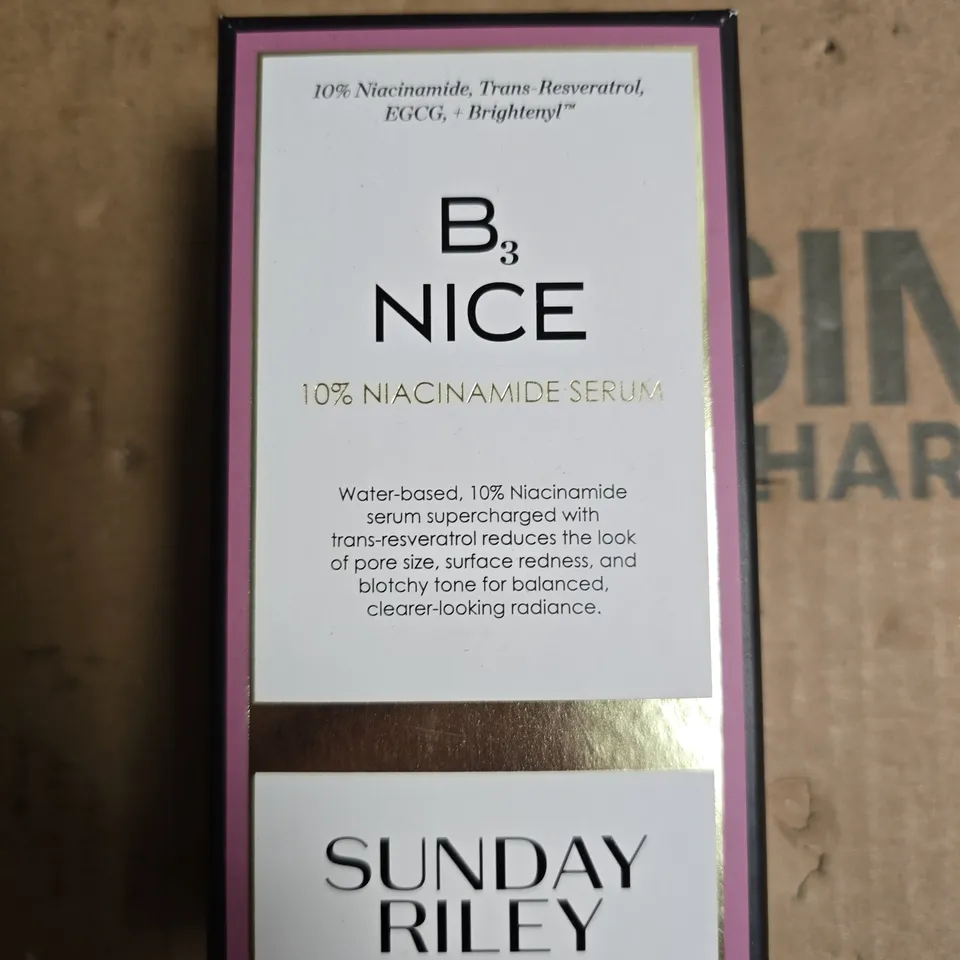 10% Niacinamide, Trans-Resveratrol,
EGCG, + Brightenyl™
B3
NICE
10% NIACINAMIDE SERUM
Water-based, 10% Niacinamide
serum supercharged with
trans-resveratrol reduces the look
of pore size, surface redness, and
blotchy tone for balanced,
clearer-looking radiance.
SUNDAY
RILEY